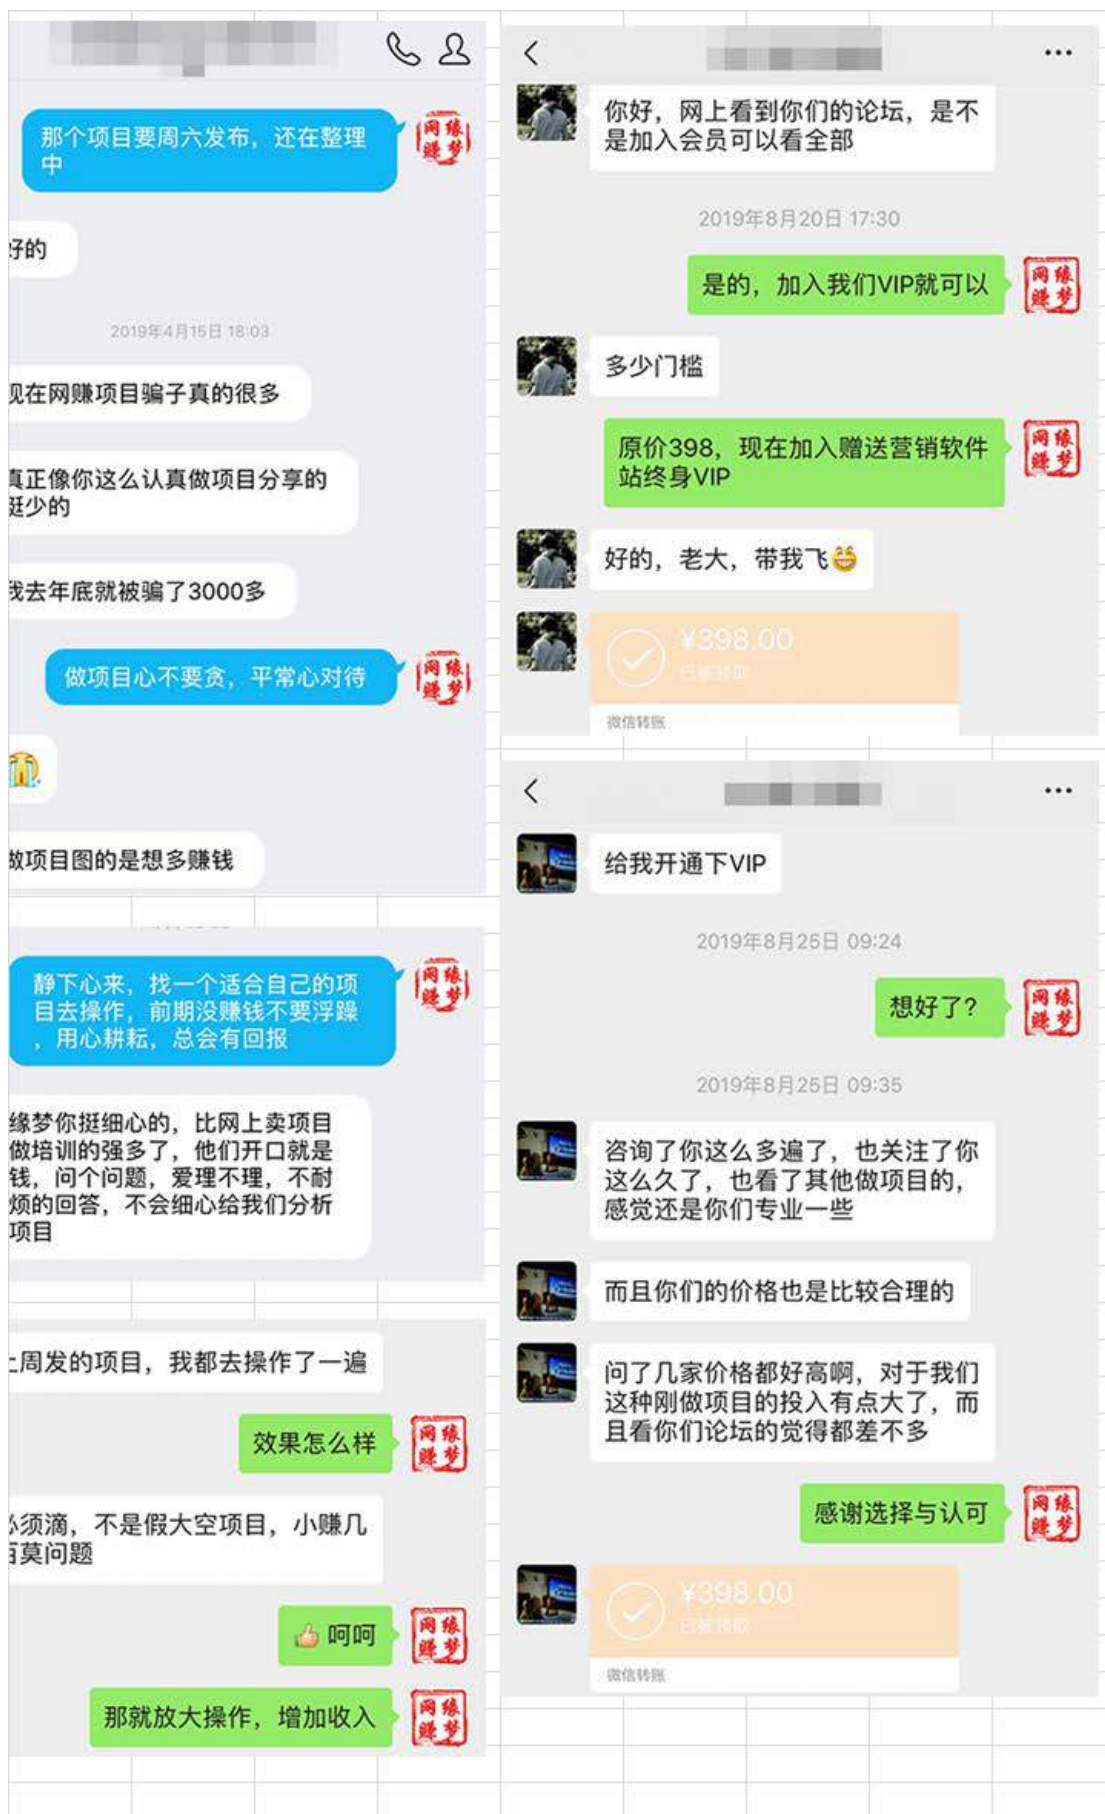 那个项目要周六发布，还在整理
中
好的
2019年4月15日 18:03
现在网赚项目骗子真的很多
真正像你这么认真做项目分享的
挺少的
我去年底就被骗了3000多
做项目心不要贪，平常心对待
做项目图的是想多赚钱
静下心来，找一个适合自己的项
目去操作，前期没赚钱不要浮躁
，用心耕耘，总会有回报
缘梦你挺细心的，比网上卖项目
做培训的强多了，他们开口就是
钱，问个问题，爱理不理，不耐
烦的回答，不会细心给我们分析
项目
上周发的项目，我都去操作了一遍
效果怎么样
必须滴，不是假大空项目，小赚几
百莫问题
呵呵
那就放大操作，增加收入
你好，网上看到你们的论坛，是不
是加入会员可以看全部
2019年8月20日 17:30
是的，加入我们VIP就可以
多少门槛
原价398，现在加入赠送营销软件
站终身VIP
好的，老大，带我飞
¥398.00
已被领取
微信转账
给我开通下VIP
2019年8月25日 09:24
想好了?
2019年8月25日 09:35
咨询了你这么多遍了，也关注了你
这么久了，也看了其他做项目的，
感觉还是你们专业一些
而且你们的价格也是比较合理的
问了几家价格都好高啊，对于我们
这种刚做项目的投入有点大了，而
且看你们论坛的觉得都差不多
感谢选择与认可
¥398.00
已被领取
微信转账
网缘
赚梦